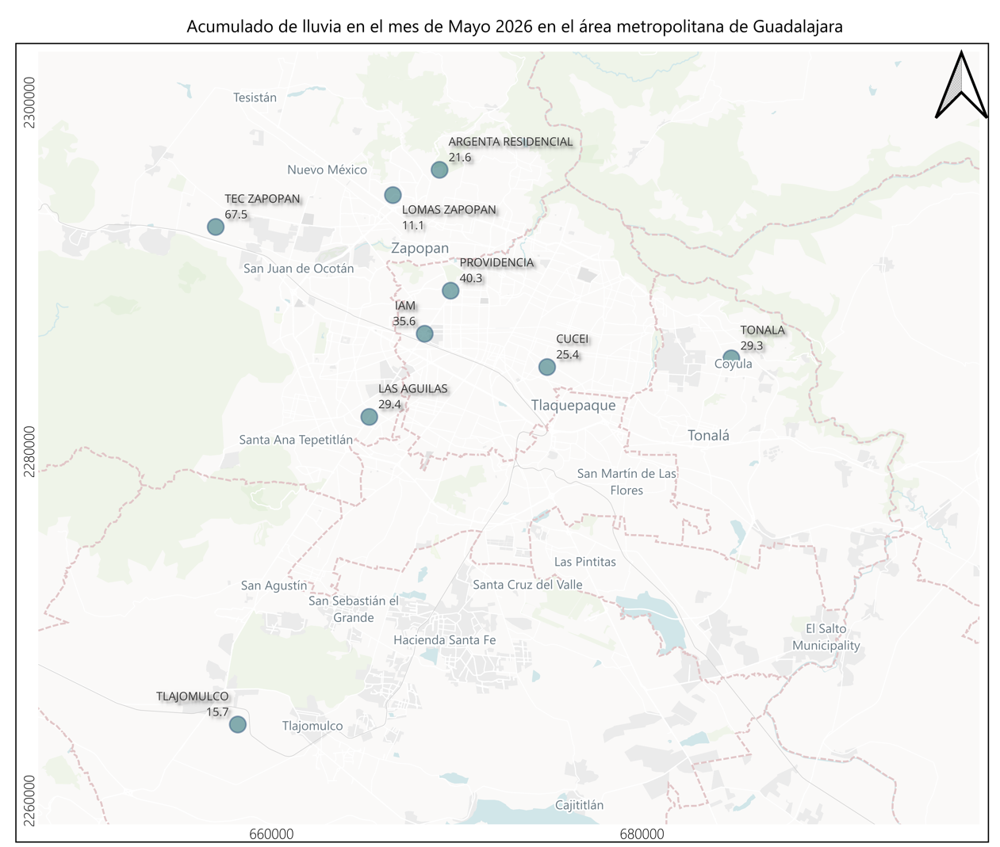 Acumulado de lluvia en el mes de Mayo 2026 en el área metropolitana de Guadalajara
2300000
Tesistán
ARGENTA RESIDENCIAL
21.6
Nuevo México
TEC ZAPOPAN
67.5
LOMAS ZAPOPAN
11.1
Zapopan
San Juan de Ocotán
PROVIDENCIA
40.3
IAM
35.6
CUCEI
25.4
TONALA
29.3
Coyula
LAS AGUILAS
29.4
Tlaquepaque
Santa Ana Tepetitlán
Tonalá
2280000
San Martín de Las
Flores
Las Pintitas
San Agustín
Santa Cruz del Valle
San Sebastián el
Grande
Hacienda Santa Fe
El Salto
Municipality
TLAJOMULCO
15.7
Tlajomulco
Cajititlán
2260000
660000
680000